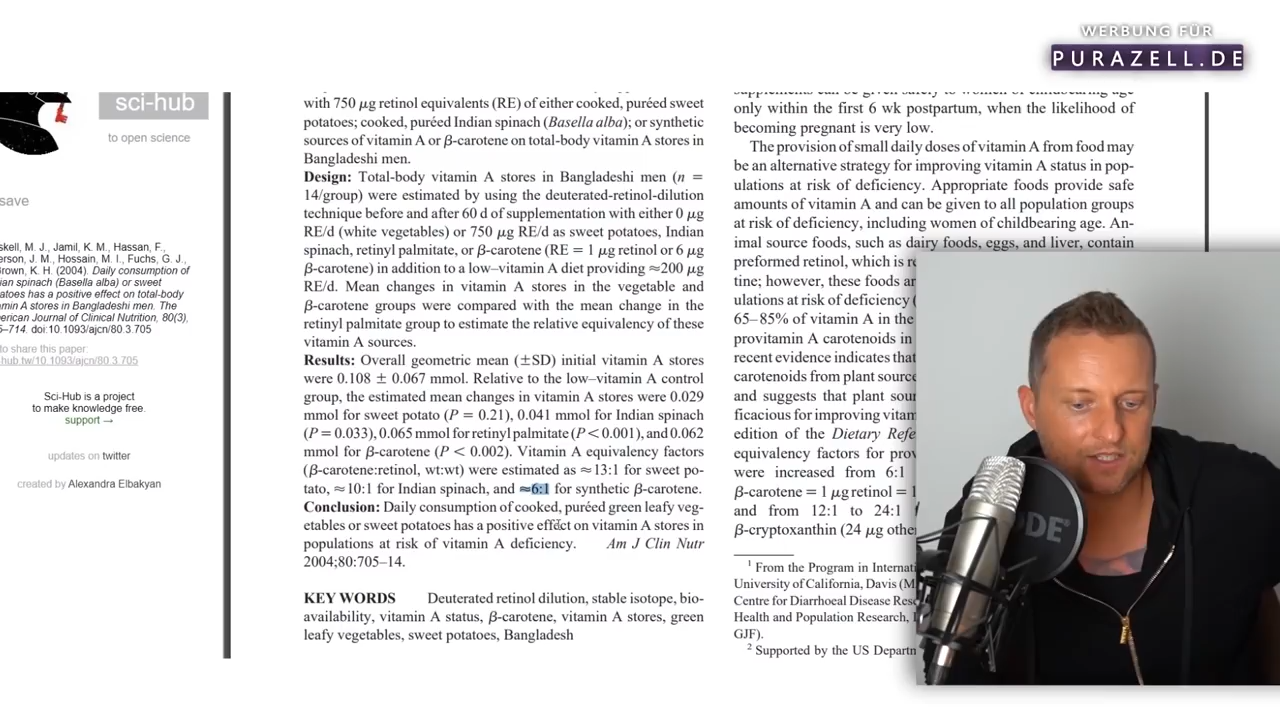 WERBUNG FÜR
PURAZELL.DE
sci-hub
to open science
save
skell, M. J., Jamil, K. M., Hassan, F.,
erson, J. M., Hossain, M. I., Fuchs, G. J.,
rown, K. H. (2004). Daily consumption of
ian spinach (Basella alba) or sweet
atoes has a positive effect on total-body
min A stores in Bangladeshi men. The
erican Journal of Clinical Nutrition, 80(3),
5–714. doi:10.1093/ajcn/80.3.705
to share this paper:
hub.tw/10.1093/ajcn/80.3.705
Sci-Hub is a project
to make knowledge free.
support →
updates on twitter
created by Alexandra Elbakyan
with 750 μg retinol equivalents (RE) of either cooked, puréed sweet
potatoes; cooked, puréed Indian spinach (Basella alba); or synthetic
sources of vitamin A or β-carotene on total-body vitamin A stores in
Bangladeshi men.
Design: Total-body vitamin A stores in Bangladeshi men (n =
14/group) were estimated by using the deuterated-retinol-dilution
technique before and after 60 d of supplementation with either 0 μg
RE/d (white vegetables) or 750 μg RE/d as sweet potatoes, Indian
spinach, retinyl palmitate, or β-carotene (RE = 1 μg retinol or 6 μg
β-carotene) in addition to a low–vitamin A diet providing ≈200 μg
RE/d. Mean changes in vitamin A stores in the vegetable and
β-carotene groups were compared with the mean change in the
retinyl palmitate group to estimate the relative equivalency of these
vitamin A sources.
Results: Overall geometric mean (±SD) initial vitamin A stores
were 0.108 ± 0.067 mmol. Relative to the low–vitamin A control
group, the estimated mean changes in vitamin A stores were 0.029
mmol for sweet potato (P = 0.21), 0.041 mmol for Indian spinach
(P = 0.033), 0.065 mmol for retinyl palmitate (P < 0.001), and 0.062
mmol for β-carotene (P < 0.002). Vitamin A equivalency factors
(β-carotene:retinol, wt:wt) were estimated as ≈13:1 for sweet po-
tato, ≈10:1 for Indian spinach, and ≈6:1 for synthetic β-carotene.
Conclusion: Daily consumption of cooked, puréed green leafy veg-
etables or sweet potatoes has a positive effect on vitamin A stores in
populations at risk of vitamin A deficiency. Am J Clin Nutr
2004;80:705–14.
KEY WORDS Deuterated retinol dilution, stable isotope, bio-
availability, vitamin A status, β-carotene, vitamin A stores, green
leafy vegetables, sweet potatoes, Bangladesh
supplements can be given safely to women of childbearing age
only within the first 6 wk postpartum, when the likelihood of
becoming pregnant is very low.
The provision of small daily doses of vitamin A from food may
be an alternative strategy for improving vitamin A status in pop-
ulations at risk of deficiency. Appropriate foods provide safe
amounts of vitamin A and can be given to all population groups
at risk of deficiency, including women of childbearing age. An-
imal source foods, such as dairy foods, eggs, and liver, contain
preformed retinol, which is re
tine; however, these foods ar
ulations at risk of deficiency (
65–85% of vitamin A in the
provitamin A carotenoids in
recent evidence indicates that
carotenoids from plant source
and suggests that plant sour
ficacious for improving vitam
edition of the Dietary Refe
equivalency factors for prov
were increased from 6:1
β-carotene = 1 μg retinol = 1
and from 12:1 to 24:1 f
β-cryptoxanthin (24 μg othe
1 From the Program in Internati
University of California, Davis (M
Centre for Diarrhoeal Disease Rese
Health and Population Research, I
GJF).
2 Supported by the US Departm
ODE